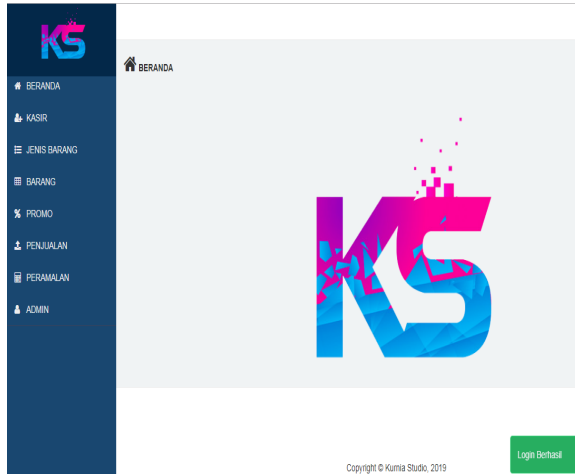 KS
BERANDA
BERANDA
KASIR
JENIS BARANG
BARANG
PROMO
PENJUALAN
PERAMALAN
ADMIN
KS
Login Berhasil
Copyright © Kurnia Studio, 2019